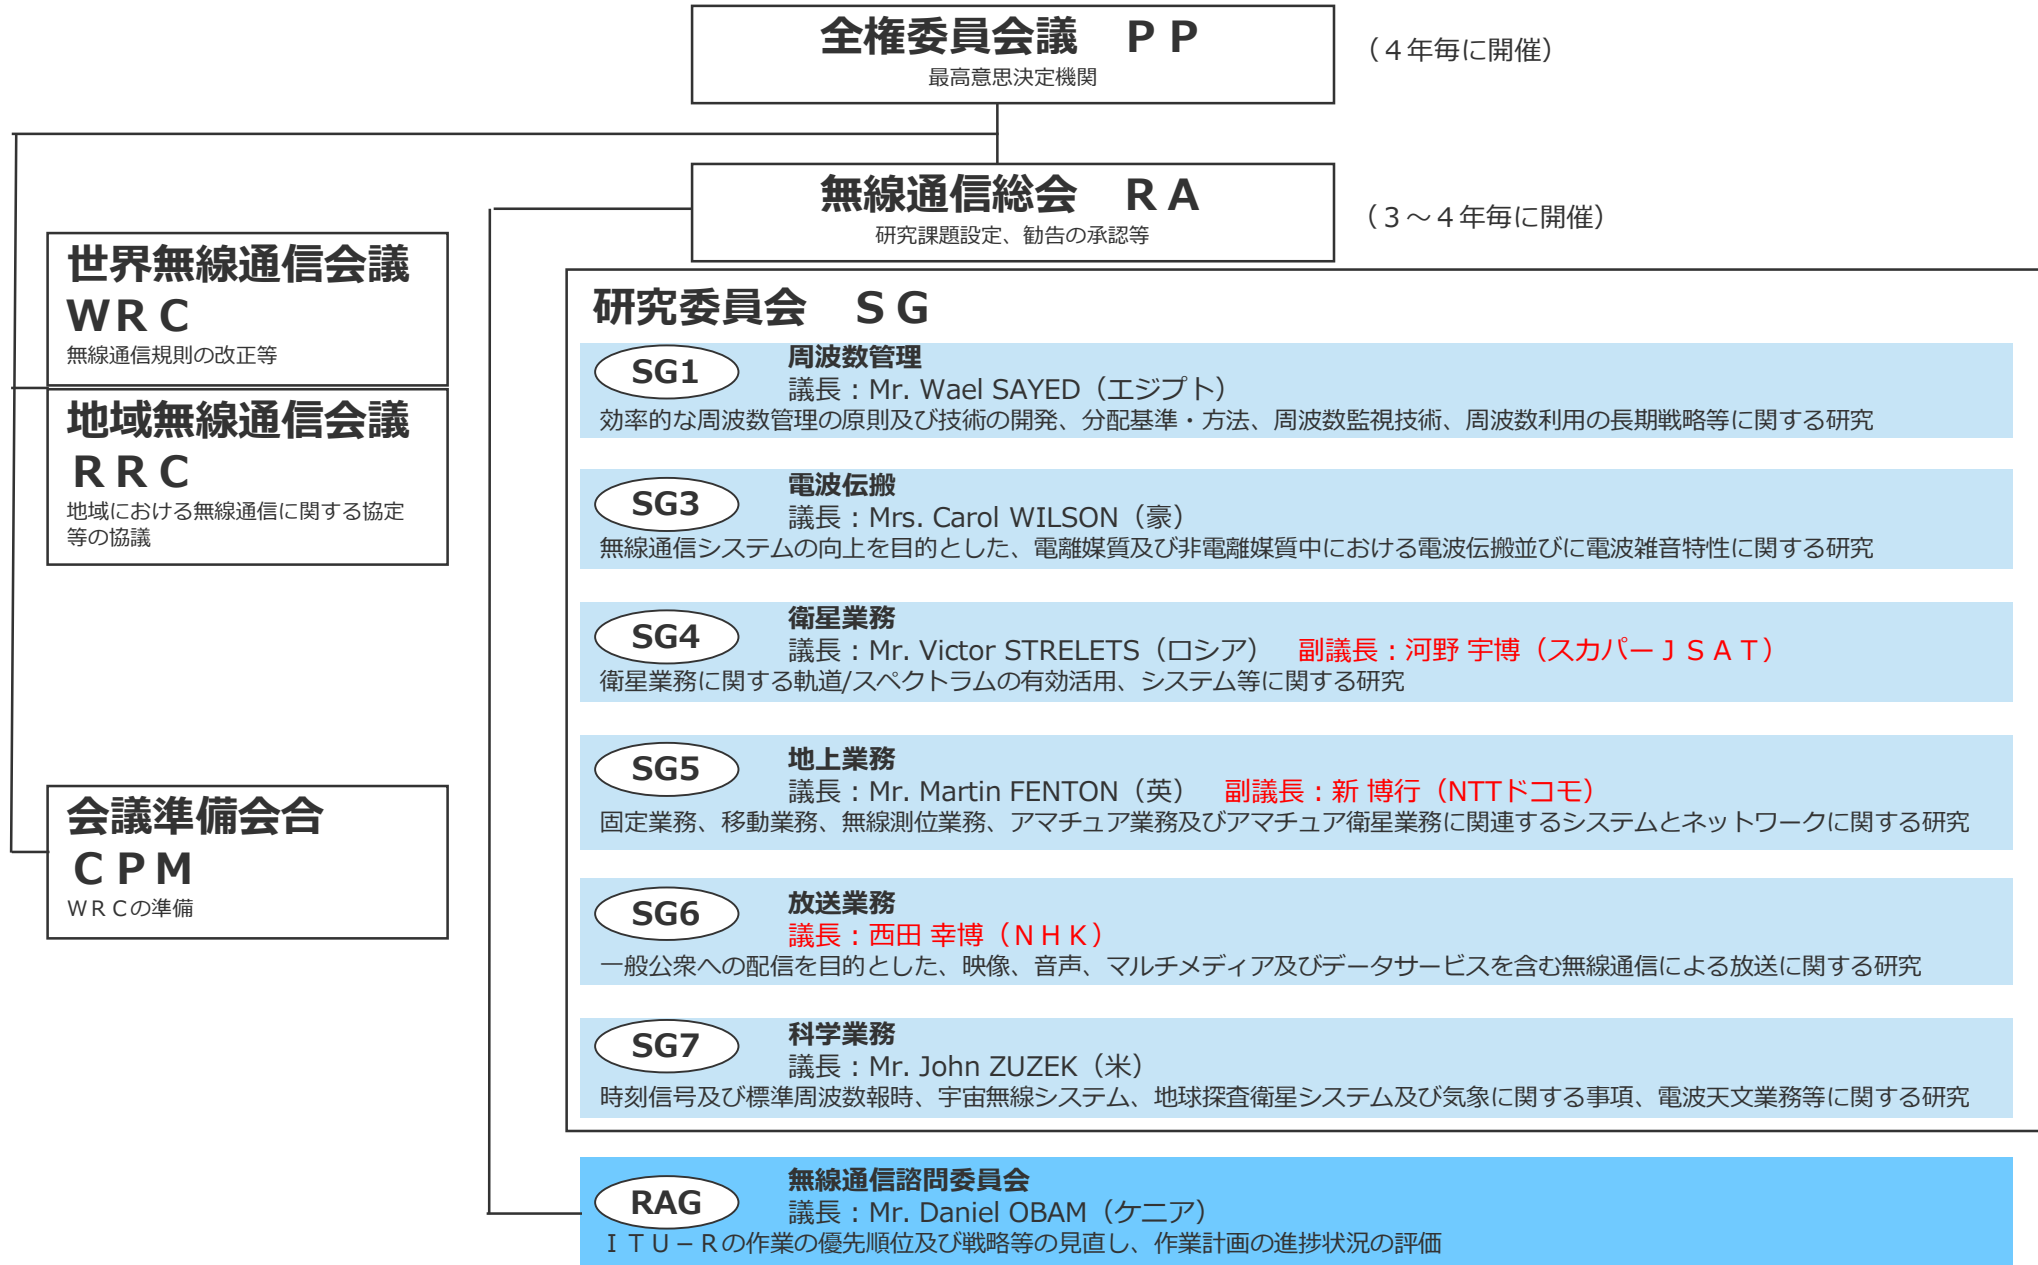 全権委員会議　ＰＰ
最高意思決定機関
（４年毎に開催）
無線通信総会　ＲＡ
研究課題設定、勧告の承認等
（３～４年毎に開催）
世界無線通信会議
ＷＲＣ
無線通信規則の改正等
地域無線通信会議
ＲＲＣ
地域における無線通信に関する協定
等の協議
会議準備会合
ＣＰＭ
ＷＲＣの準備
研究委員会　ＳＧ
SG1
周波数管理
議長：Mr. Wael SAYED（エジプト）
効率的な周波数管理の原則及び技術の開発、分配基準・方法、周波数監視技術、周波数利用の長期戦略等に関する研究
SG3
電波伝搬
議長：Mrs. Carol WILSON（豪）
無線通信システムの向上を目的とした、電離媒質及び非電離媒質中における電波伝搬並びに電波雑音特性に関する研究
SG4
衛星業務
議長：Mr. Victor STRELETS（ロシア）　副議長：河野 宇博（スカパーＪＳＡＴ）
衛星業務に関する軌道/スペクトラムの有効活用、システム等に関する研究
SG5
地上業務
議長：Mr. Martin FENTON（英）　副議長：新 博行（NTTドコモ）
固定業務、移動業務、無線測位業務、アマチュア業務及びアマチュア衛星業務に関連するシステムとネットワークに関する研究
SG6
放送業務
議長：西田 幸博（ＮＨＫ）
一般公衆への配信を目的とした、映像、音声、マルチメディア及びデータサービスを含む無線通信による放送に関する研究
SG7
科学業務
議長：Mr. John ZUZEK（米）
時刻信号及び標準周波数報時、宇宙無線システム、地球探査衛星システム及び気象に関する事項、電波天文業務等に関する研究
RAG
無線通信諮問委員会
議長：Mr. Daniel OBAM（ケニア）
ＩＴＵ－Ｒの作業の優先順位及び戦略等の見直し、作業計画の進捗状況の評価